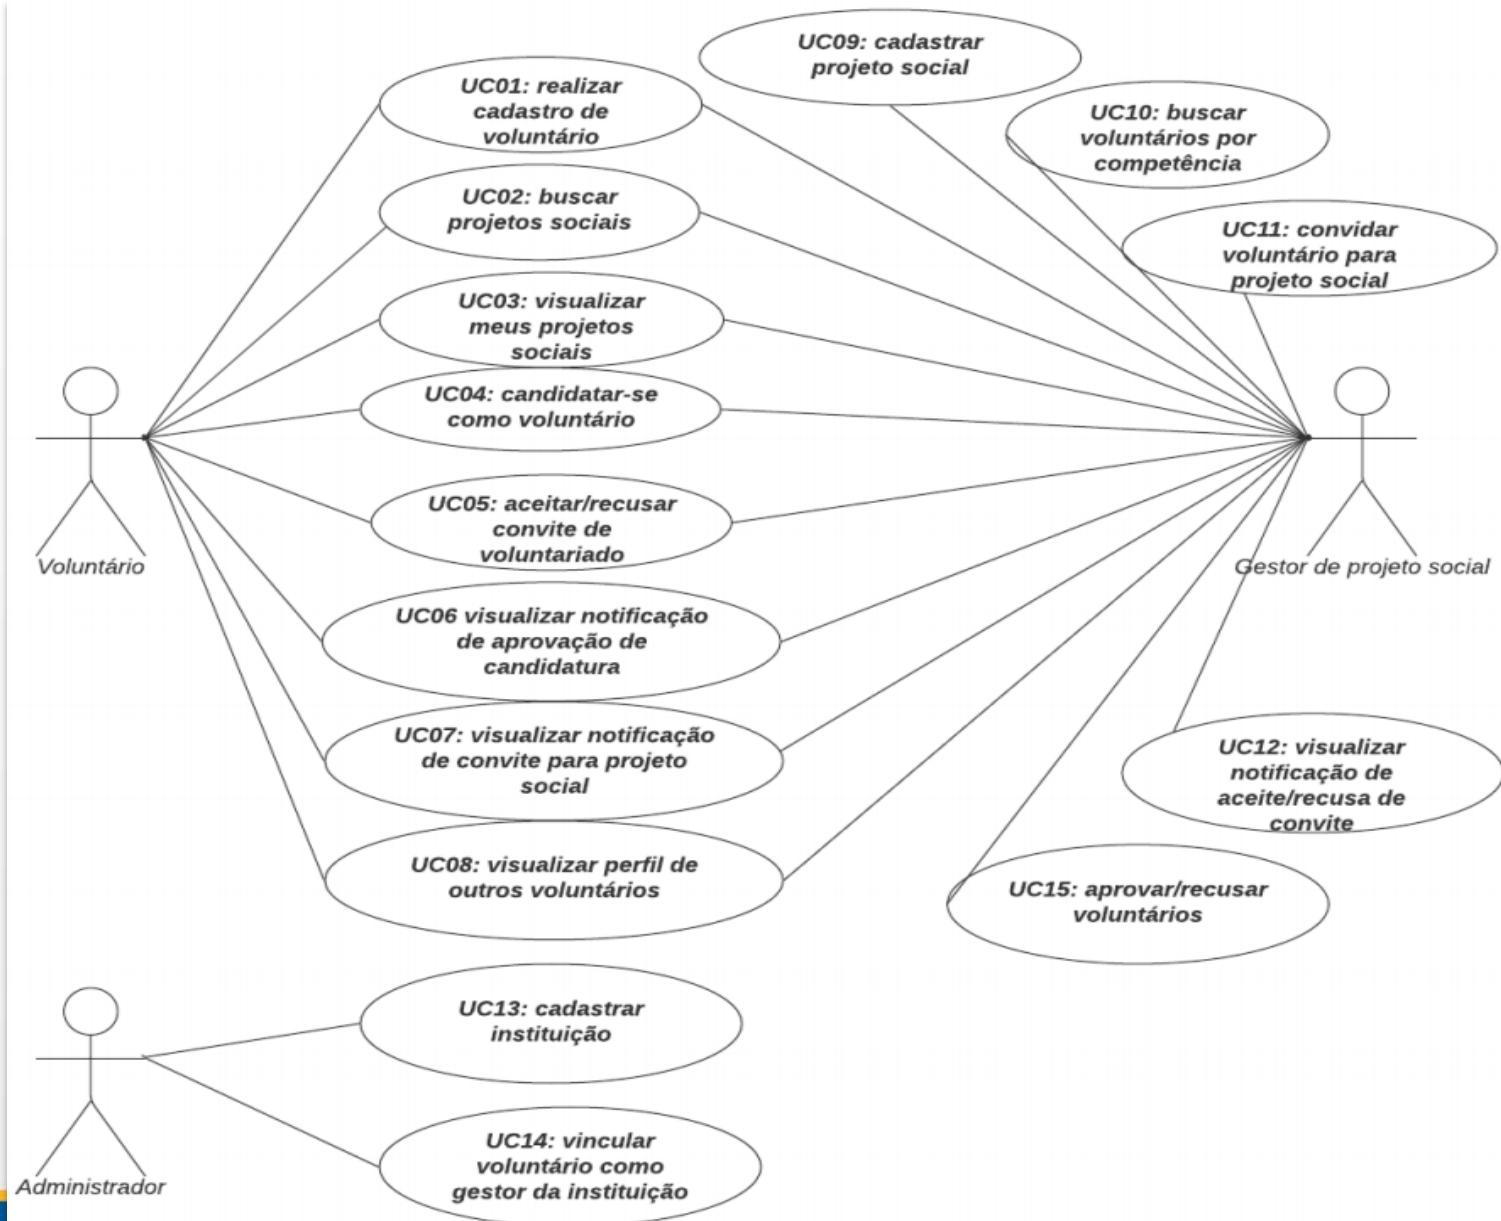 UC09: cadastrar
projeto social
UC01: realizar
cadastro de
voluntário
UC10: buscar
voluntários por
competência
UC02: buscar
projetos sociais
UC11: convidar
voluntário para
projeto social
UC03: visualizar
meus projetos
sociais
UC04: candidatar-se
como voluntário
UC05: aceitar/recusar
convite de
voluntariado
Voluntário
Gestor de projeto social
UC06 visualizar notificação
de aprovação de
candidatura
UC07: visualizar notificação
de convite para projeto
social
UC12: visualizar
notificação de
aceite/recusa de
convite
UC08: visualizar perfil de
outros voluntários
UC15: aprovar/recusar
voluntários
UC13: cadastrar
instituição
UC14: vincular
voluntário como
gestor da instituição
Administrador